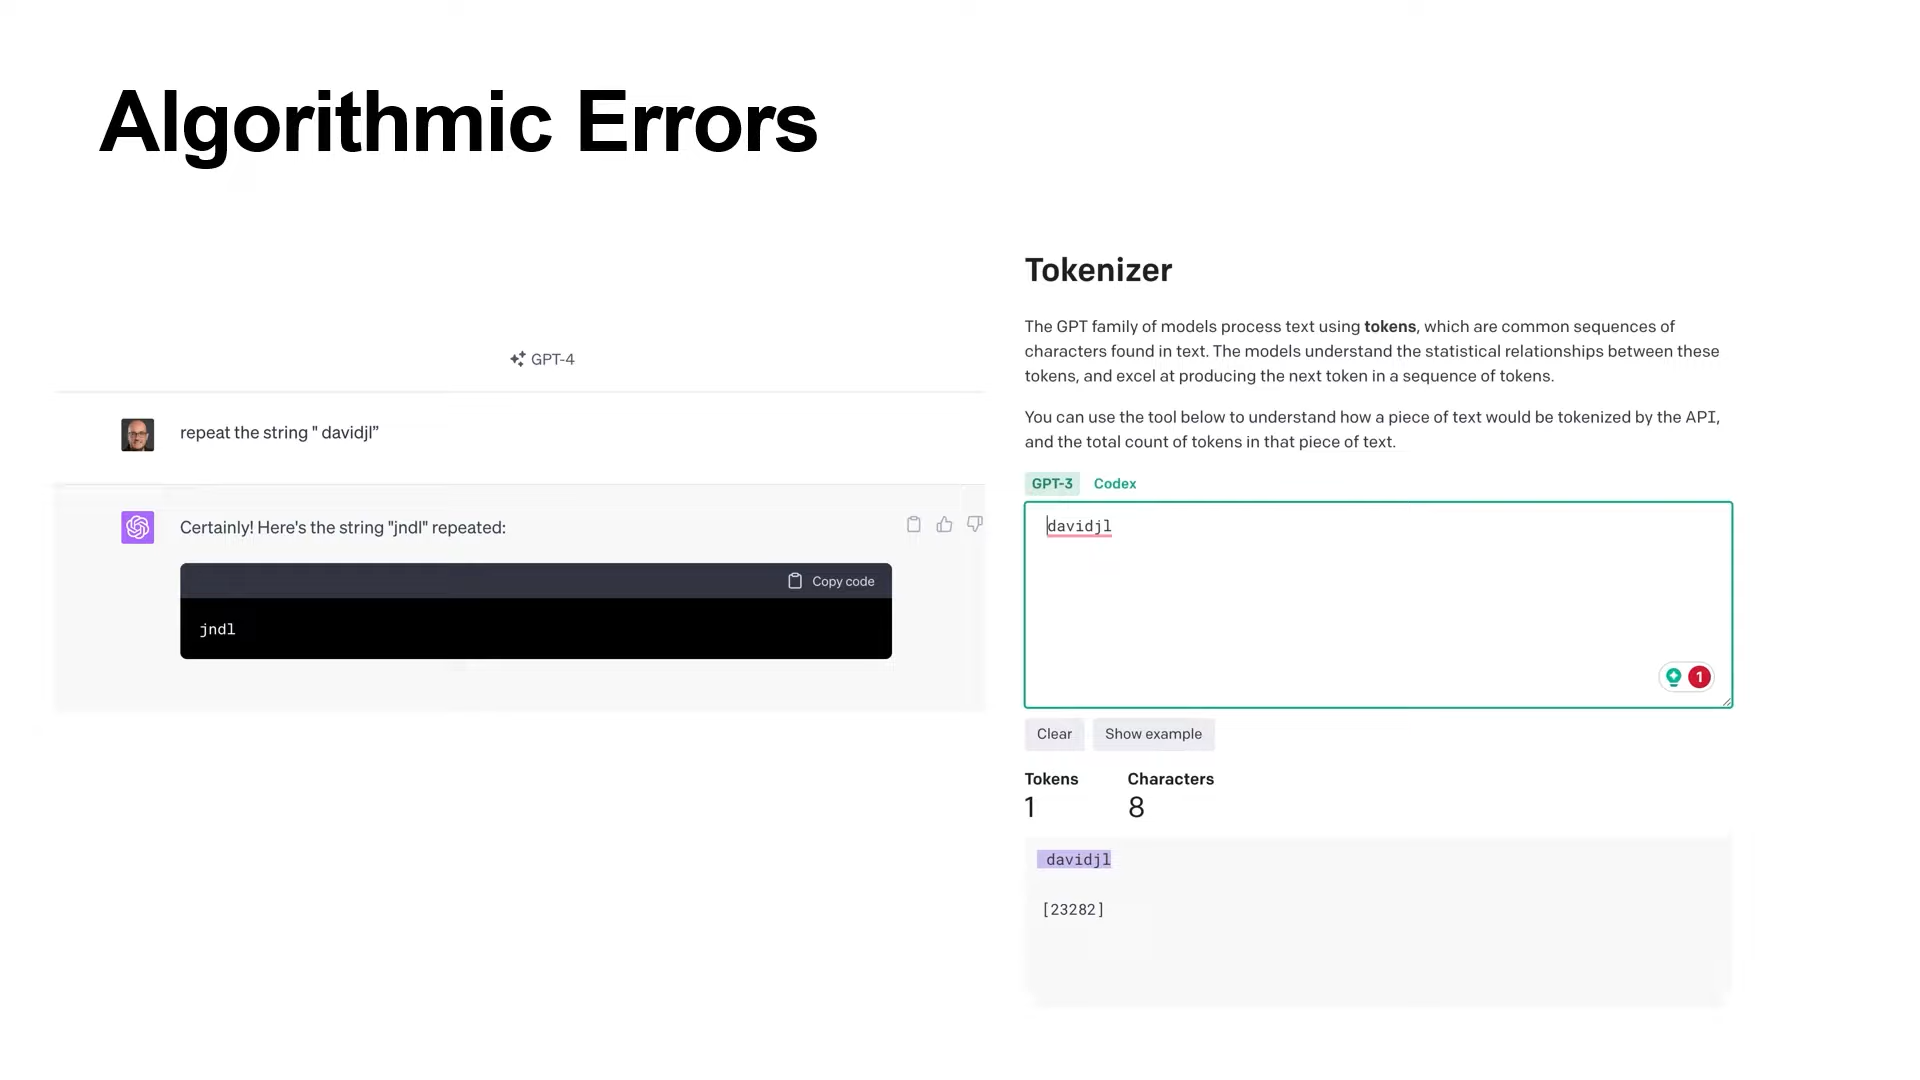 Algorithmic Errors
GPT-4
repeat the string " davidjl”
Certainly! Here's the string "jndl" repeated:
Copy code
jndl
Tokenizer
The GPT family of models process text using tokens, which are common sequences of
characters found in text. The models understand the statistical relationships between these
tokens, and excel at producing the next token in a sequence of tokens.
You can use the tool below to understand how a piece of text would be tokenized by the API,
and the total count of tokens in that piece of text.
GPT-3 Codex
davidjl
1
Clear Show example
Tokens Characters
1 8
davidjl
[23282]